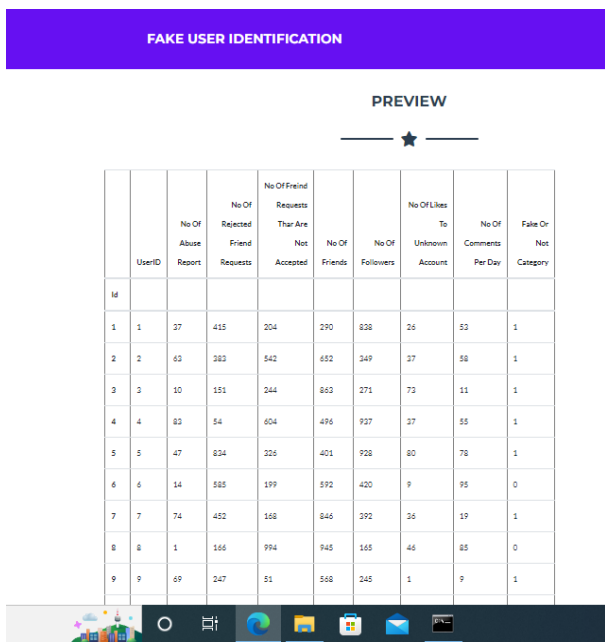 FAKE USER IDENTIFICATION
PREVIEW
UserID No Of Abuse Report No Of Rejected Friend Requests No Of Freind Requests Thar Are Not Accepted No Of Friends No Of Followers No Of Likes To Unknown Account No Of Comments Per Day Fake Or Not Category
Id
1 1 37 415 204 290 838 26 53 1
2 2 63 383 542 652 349 37 58 1
3 3 10 151 244 863 271 73 11 1
4 4 83 54 604 496 937 37 55 1
5 5 47 834 326 401 928 80 78 1
6 6 14 585 199 592 420 9 95 0
7 7 74 452 168 846 392 36 19 1
8 8 1 166 994 945 165 46 85 0
9 9 69 247 51 568 245 1 9 1